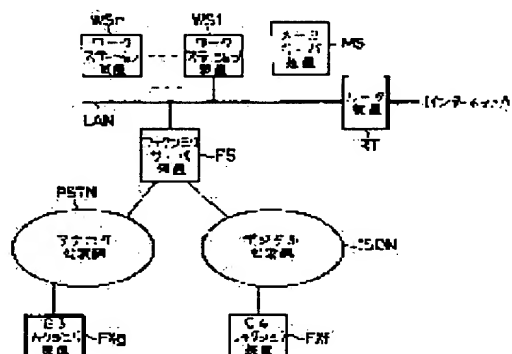 WSn
WS1
ワーク
ステーション
装置
ワーク
ステーション
装置
メール
サーバ
装置
MS
LAN
ルータ
装置
(インターネット)
RT
ファクシミリ
サーバ
装置
FS
PSTN
アナログ
公衆網
デジタル
公衆網
ISDN
G3
ファクシミリ
装置
FXa
G4
ファクシミリ
装置
FXf